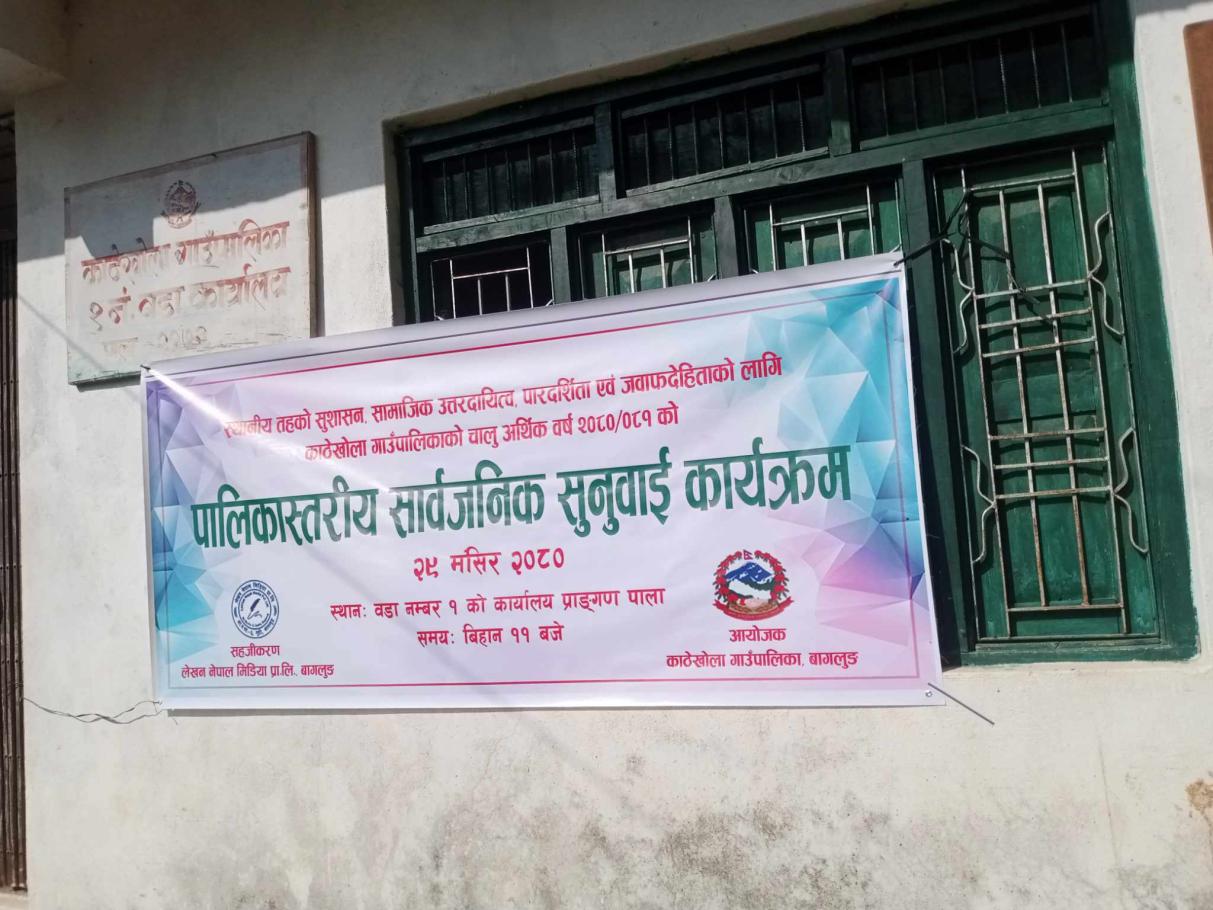 काठेखोला गाउँपालिका
१ नं. वडा कार्यालय
स्थानीय तहको सुशासन, सामाजिक उत्तरदायित्व, पारदर्शिता एवं जवाफदेहिताको लागि
काठेखोला गाउँपालिकाको चालु आर्थिक वर्ष २०८०/०८१ को
पालिकास्तरीय सार्वजनिक सुनुवाई कार्यक्रम
२९ मंसिर २०८०
स्थान: वडा नम्बर १ को कार्यालय प्राङ्गण पाला
समय: बिहान ११ बजे
सहजीकरण
लेखन नेपाल मिडिया प्रा.लि., बागलुङ
आयोजक
काठेखोला गाउँपालिका, बागलुङ